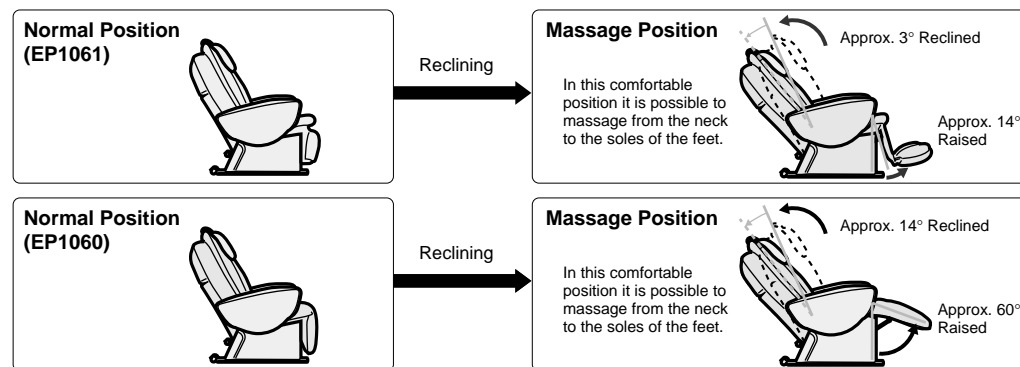 Normal Position
(EP1061)
Reclining
Massage Position
Approx. 3° Reclined
In this comfortable
position it is possible to
massage from the neck
to the soles of the feet.
Approx. 14°
Raised
Normal Position
(EP1060)
Reclining
Massage Position
Approx. 14° Reclined
In this comfortable
position it is possible to
massage from the neck
to the soles of the feet.
Approx. 60°
Raised